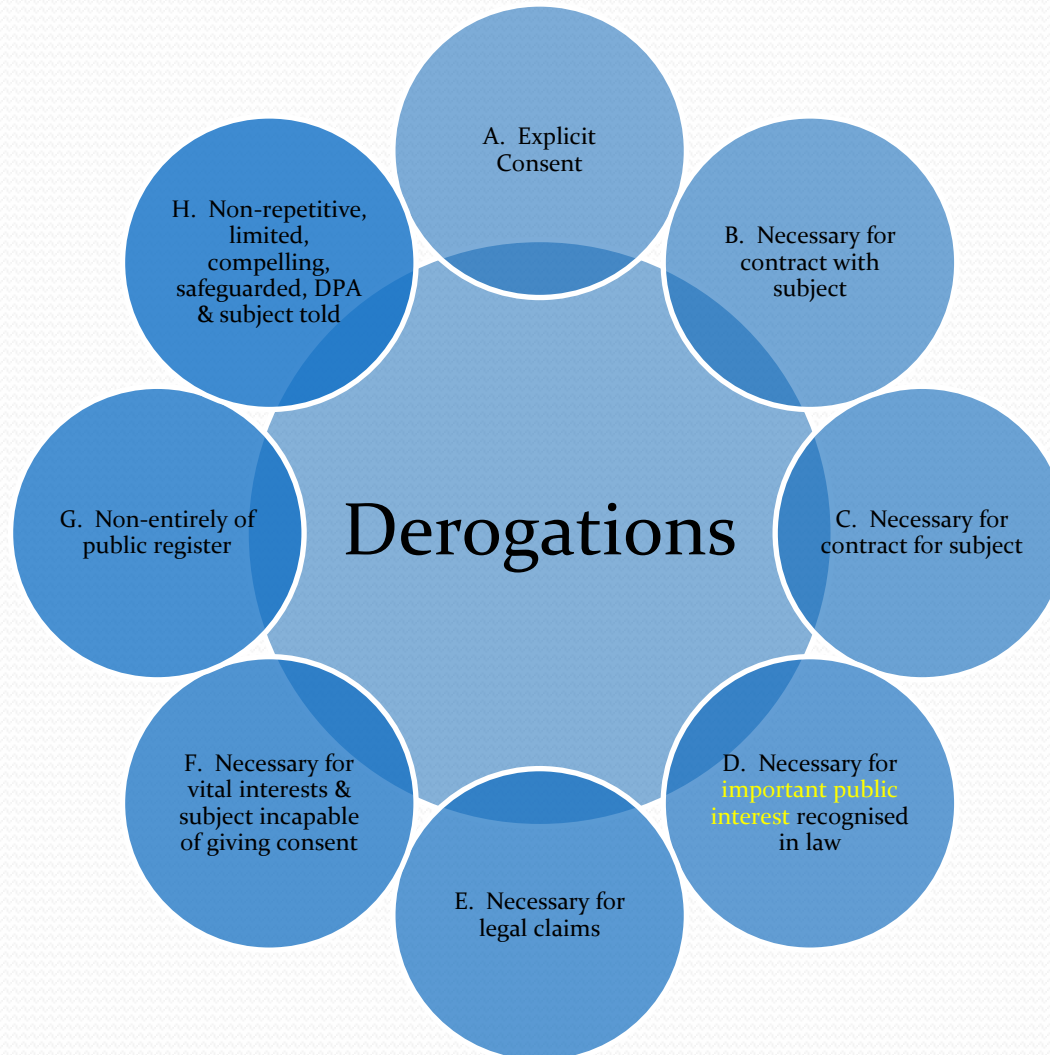 A. Explicit
Consent
B. Necessary for
contract with
subject
C. Necessary for
contract for subject
D. Necessary for
important public
interest recognised
in law
E. Necessary for
legal claims
F. Necessary for
vital interests &
subject incapable
of giving consent
G. Non-entirely of
public register
H. Non-repetitive,
limited,
compelling,
safeguarded, DPA
& subject told
Derogations